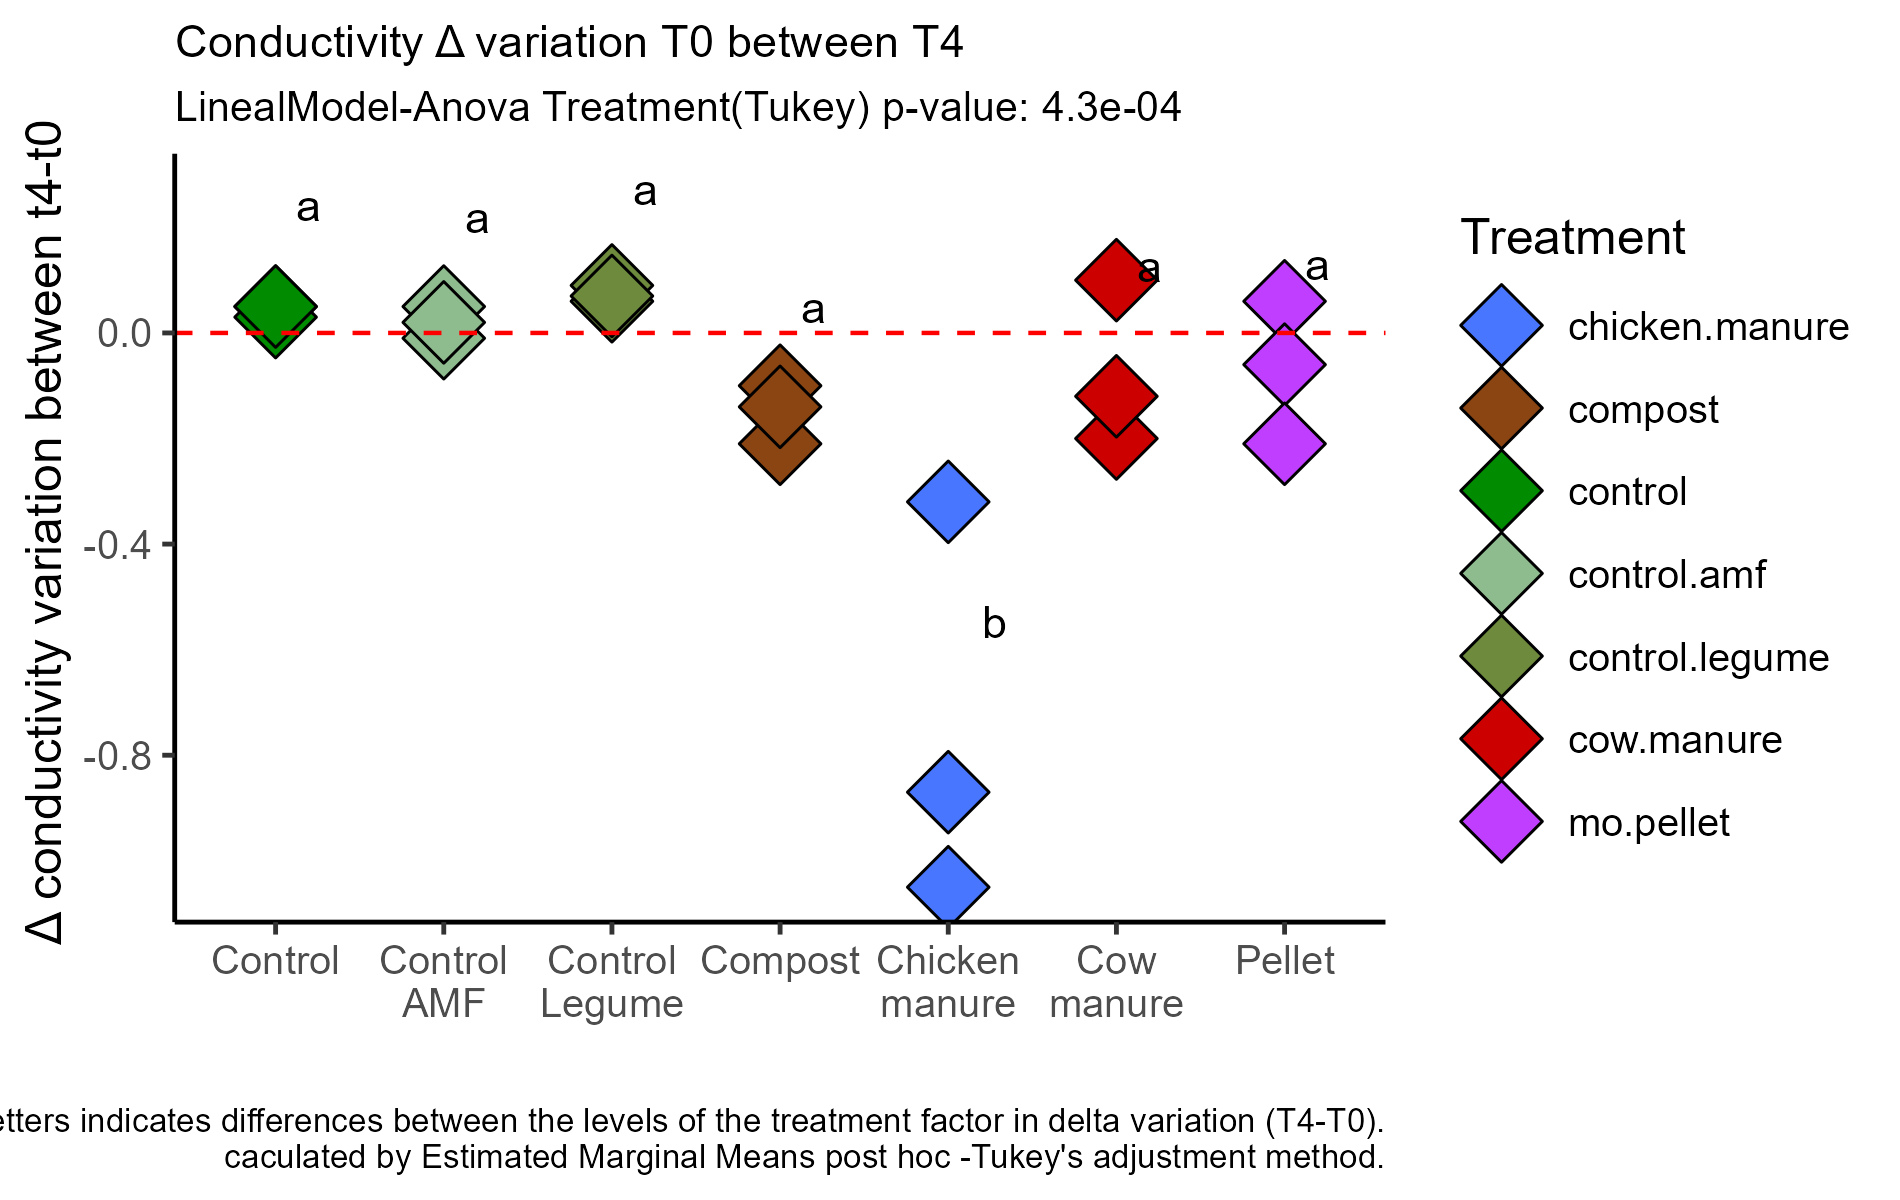 Conductivity Δ variation T0 between T4
LinealModel-Anova Treatment(Tukey) p-value: 4.3e-04
Δ conductivity variation between t4-t0
0.0
-0.4
-0.8
a
a
a
a
b
a
a
Control
Control
AMF
Control
Legume
Compost
Chicken
manure
Cow
manure
Pellet
Treatment
chicken.manure
compost
control
control.amf
control.legume
cow.manure
mo.pellet
etters indicates differences between the levels of the treatment factor in delta variation (T4-T0).
caculated by Estimated Marginal Means post hoc -Tukey's adjustment method.